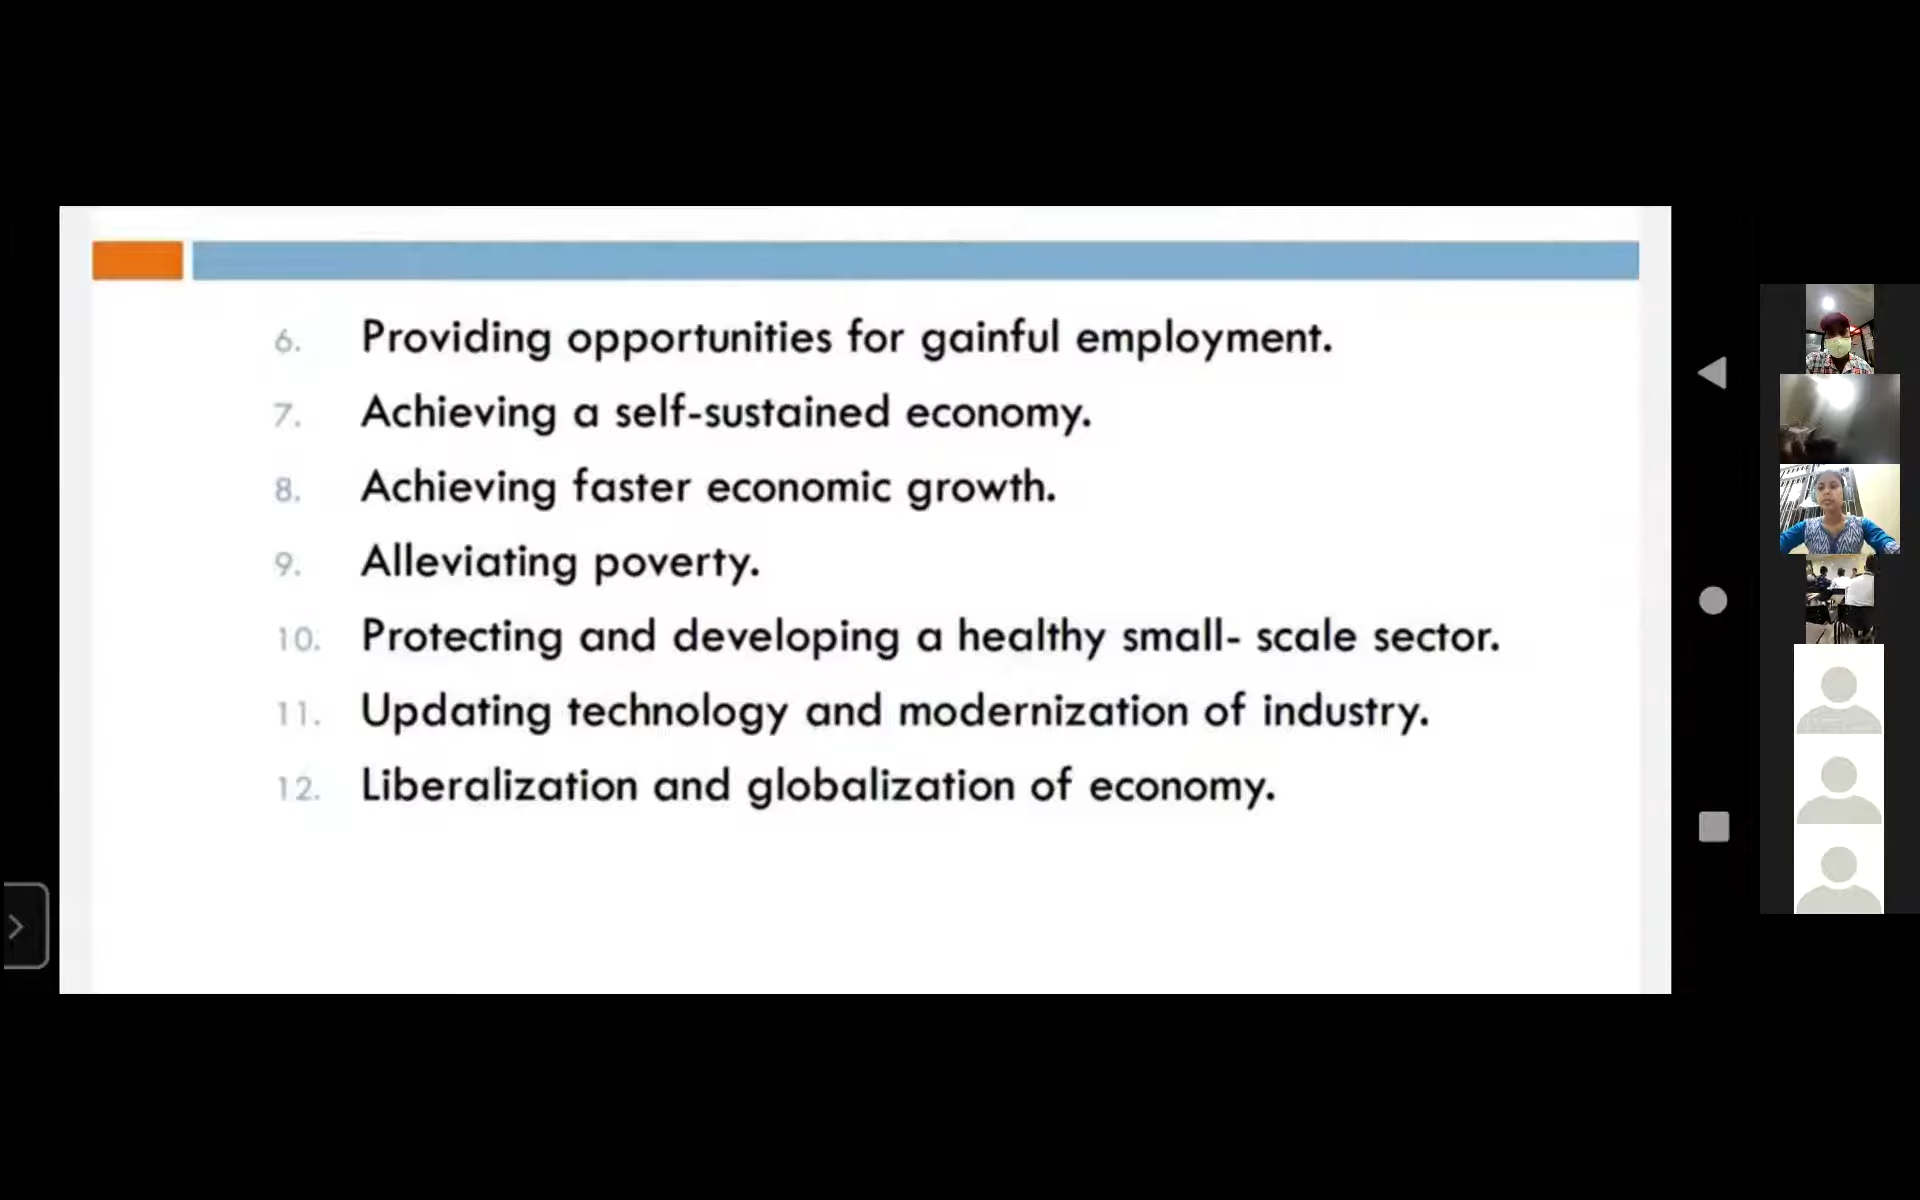 6. Providing opportunities for gainful employment.
7. Achieving a self-sustained economy.
8. Achieving faster economic growth.
9. Alleviating poverty.
10. Protecting and developing a healthy small- scale sector.
11. Updating technology and modernization of industry.
12. Liberalization and globalization of economy.